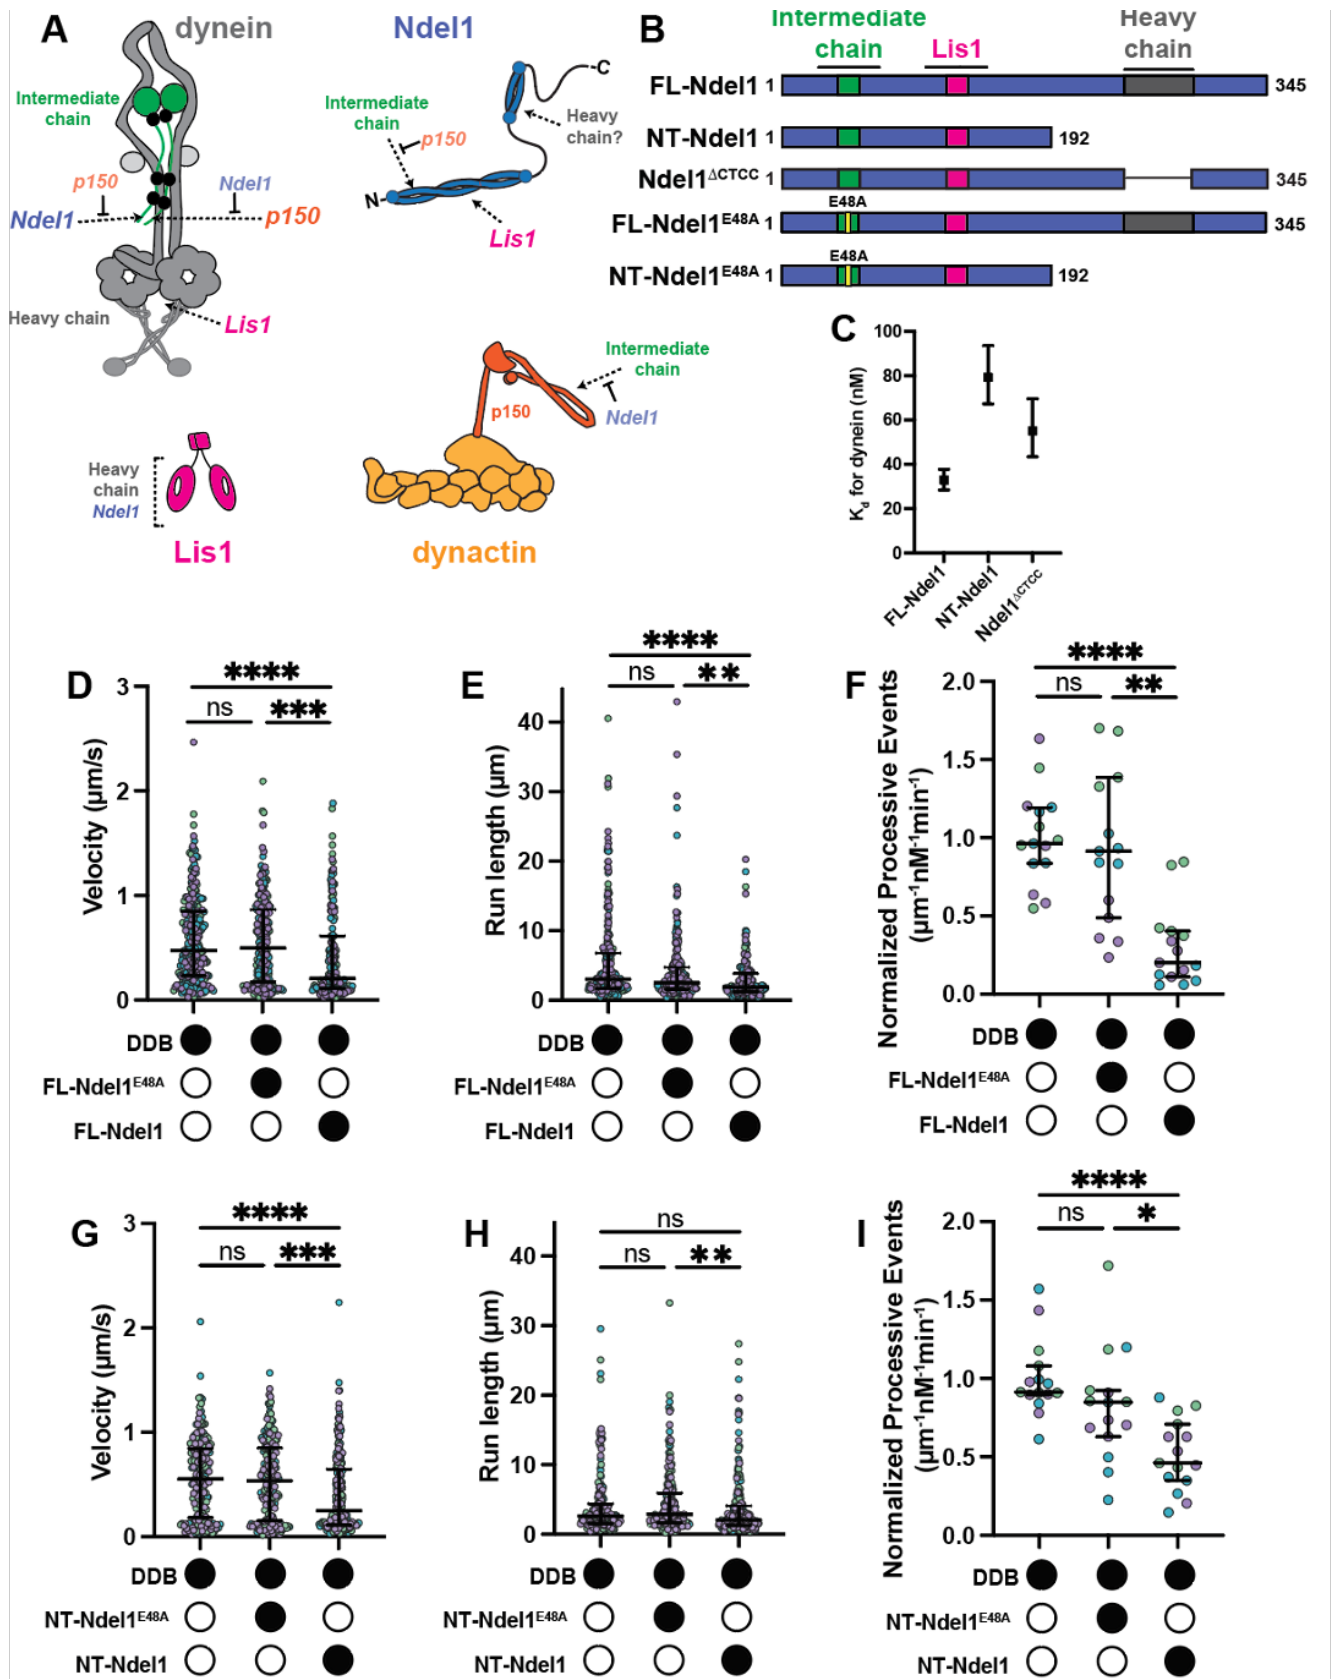 A
dynein
Intermediate
chain
p150
Ndel1
Ndel1
p150
Heavy chain
Lis1
Heavy
chain
Ndel1
Lis1
Ndel1
C
Intermediate
chain
p150
Heavy
chain?
N
Lis1
Intermediate
chain
p150
Ndel1
dynactin
B
Intermediate
chain
Lis1
Heavy
chain
FL-Ndel1 1 345
NT-Ndel1 1 192
Ndel1ΔCTCC 1 345
E48A
FL-Ndel1E48A 1 345
E48A
NT-Ndel1E48A 1 192
C
Kd for dynein (nM)
100
80
60
40
20
0
FL-Ndel1
NT-Ndel1
Ndel1ΔCTCC
D
****
ns ***
Velocity (µm/s)
3
2
1
0
DDB
FL-Ndel1E48A
FL-Ndel1
E
****
ns **
Run length (µm)
40
30
20
10
0
DDB
FL-Ndel1E48A
FL-Ndel1
F
****
ns **
Normalized Processive Events
(µm-1nM-1min-1)
2.0
1.5
1.0
0.5
0.0
DDB
FL-Ndel1E48A
FL-Ndel1
G
****
ns ***
Velocity (µm/s)
3
2
1
0
DDB
NT-Ndel1E48A
NT-Ndel1
H
ns
ns **
Run length (µm)
40
30
20
10
0
DDB
NT-Ndel1E48A
NT-Ndel1
I
****
ns *
Normalized Processive Events
(µm-1nM-1min-1)
2.0
1.5
1.0
0.5
0.0
DDB
NT-Ndel1E48A
NT-Ndel1